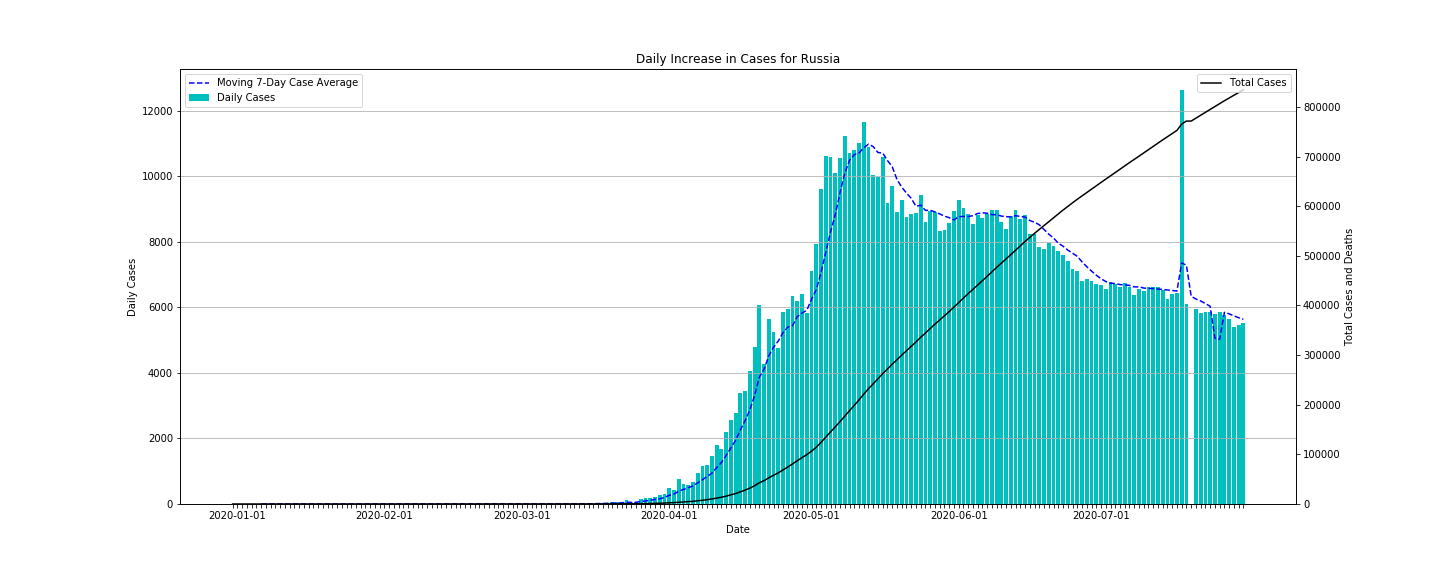 Daily Increase in Cases for Russia
Moving 7-Day Case Average
Daily Cases
Total Cases
12000
10000
8000
6000
4000
2000
0
Daily Cases
800000
700000
600000
500000
400000
300000
200000
100000
0
Total Cases and Deaths
2020-01-01 2020-02-01 2020-03-01 2020-04-01 2020-05-01 2020-06-01 2020-07-01
Date